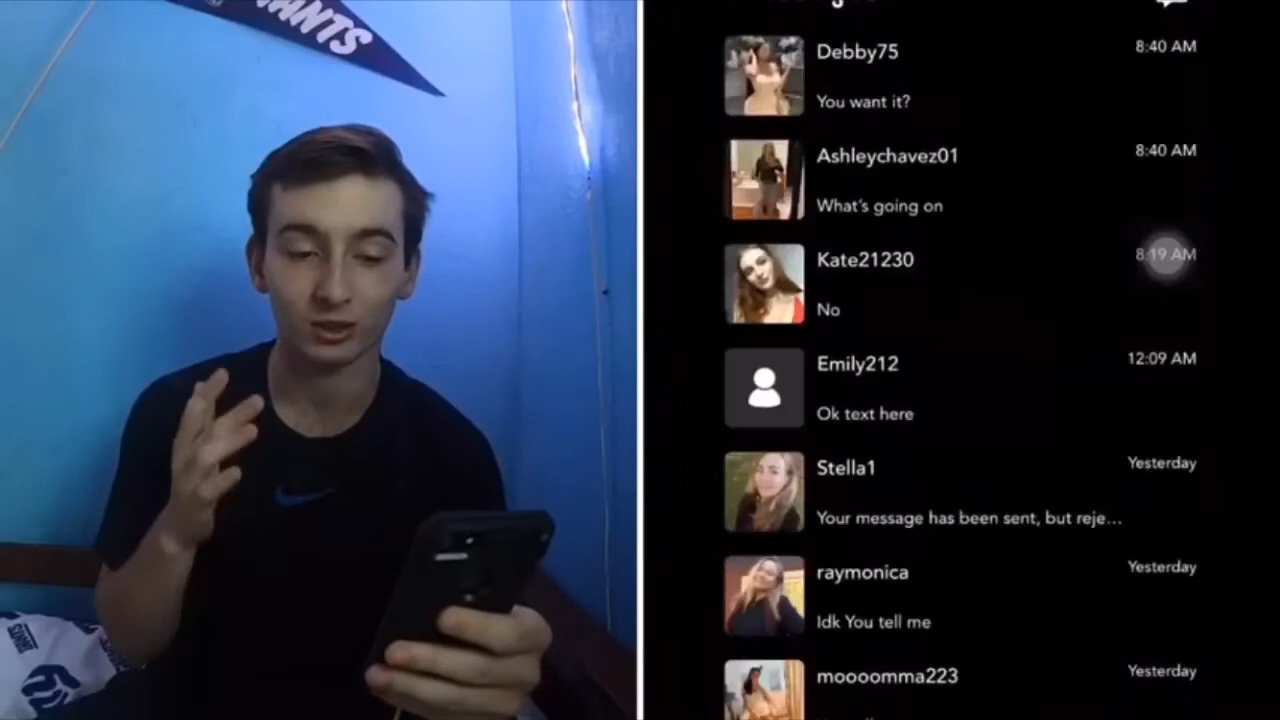 ANTS
Debby75
8:40 AM
You want it?
Ashleychavez01
8:40 AM
What's going on
Kate21230
8:19 AM
No
Emily212
12:09 AM
Ok text here
Stella1
Yesterday
Your message has been sent, but reje...
raymonica
Yesterday
Idk You tell me
moooomma223
Yesterday